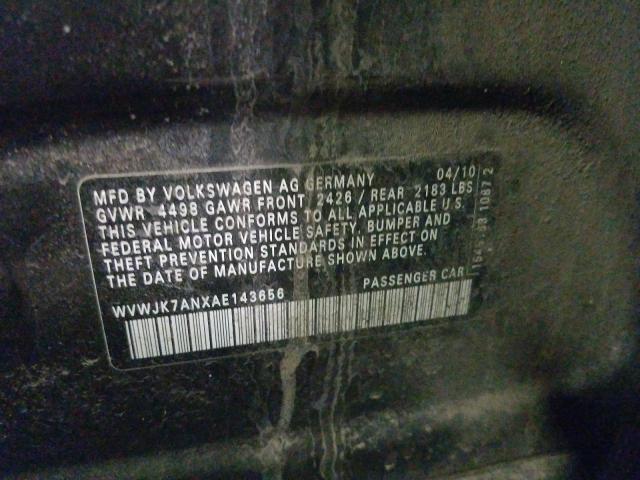 MFD BY VOLKSWAGEN AG GERMANY 04/10
GVWR 4498 GAWR FRONT 2426 / REAR 2183 LBS
THIS VEHICLE CONFORMS TO ALL APPLICABLE U.S.
FEDERAL MOTOR VEHICLE SAFETY, BUMPER AND
THEFT PREVENTION STANDARDS IN EFFECT ON
THE DATE OF MANUFACTURE SHOWN ABOVE.
WVWJK7ANXAE143656 PASSENGER CAR